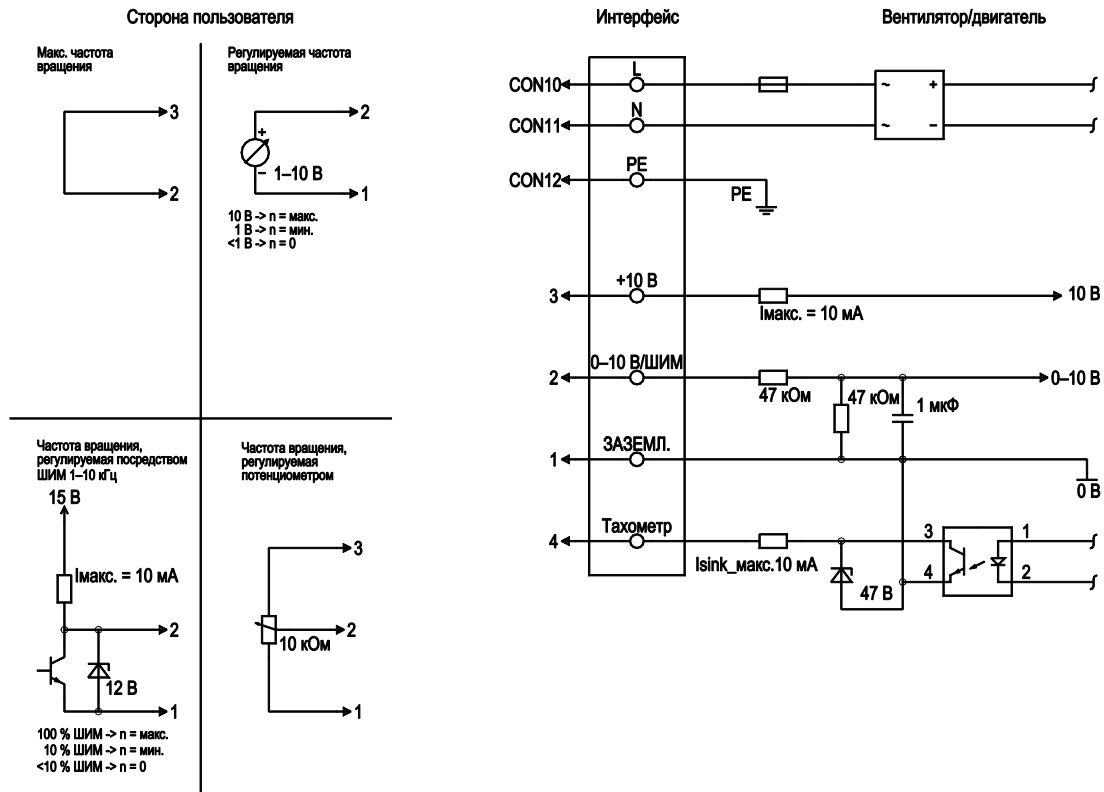 Сторона пользователя
Интерфейс
Вентилятор/двигатель
Макс. частота
вращения
3
2
Регулируемая частота
вращения
2
+
–
1–10 В
1
10 В -> n = макс.
1 В -> n = мин.
<1 В -> n = 0
Частота вращения,
регулируемая посредством
ШИМ 1–10 кГц
15 В
Iмакс. = 10 мА
2
12 В
1
100 % ШИМ -> n = макс.
10 % ШИМ -> n = мин.
<10 % ШИМ -> n = 0
Частота вращения,
регулируемая
потенциометром
3
2
10 кОм
1
CON10
L
~
+
CON11
N
~
–
CON12
PE
PE
3
+10 В
Iмакс. = 10 мА
10 В
2
0–10 В/ШИМ
47 кОм
47 кОм
1 мкФ
0–10 В
1
ЗАЗЕМЛ.
0 В
4
Тахометр
Isink_макс.10 мА
47 В
3
4
1
2